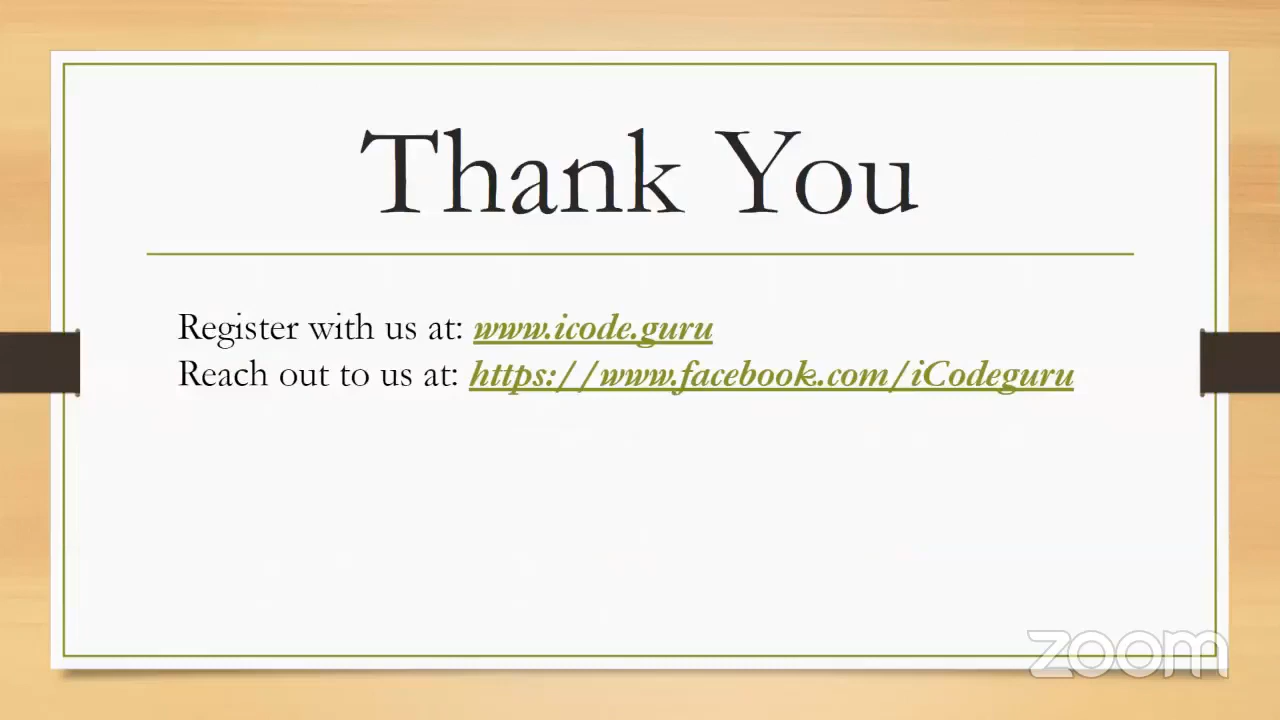 Thank You
Register with us at: www.icode.guru
Reach out to us at: https://www.facebook.com/iCodeguru
zoom